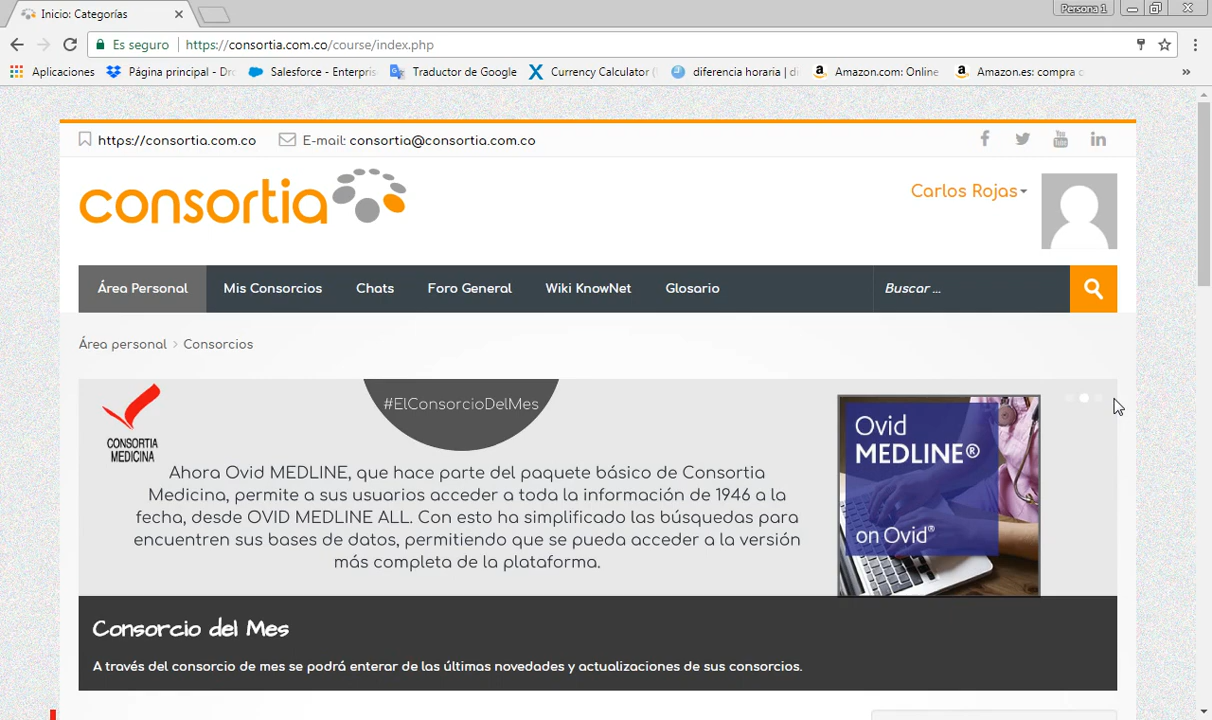 Inicio: Categorías
Persona 1
Es seguro
https://consortia.com.co/course/index.php
Aplicaciones
Página principal - Dr
Salesforce - Enterpris
Traductor de Google
Currency Calculator (
diferencia horaria | di
Amazon.com: Online
Amazon.es: compra c
»
https://consortia.com.co
E-mail: consortia@consortia.com.co
You Tube
consortia
Carlos Rojas
Área Personal
Mis Consorcios
Chats
Foro General
Wiki KnowNet
Glosario
Buscar ...
Área personal > Consorcios
CONSORTIA
MEDICINA
#ElConsorcioDelMes
Ahora Ovid MEDLINE, que hace parte del paquete básico de Consortia
Medicina, permite a sus usuarios acceder a toda la información de 1946 a la
fecha, desde OVID MEDLINE ALL. Con esto ha simplificado las búsquedas para
encuentren sus bases de datos, permitiendo que se pueda acceder a la versión
más completa de la plataforma.
Ovid
MEDLINE®
on Ovid®
Consorcio del Mes
A través del consorcio de mes se podrá enterar de las últimas novedades y actualizaciones de sus consorcios.